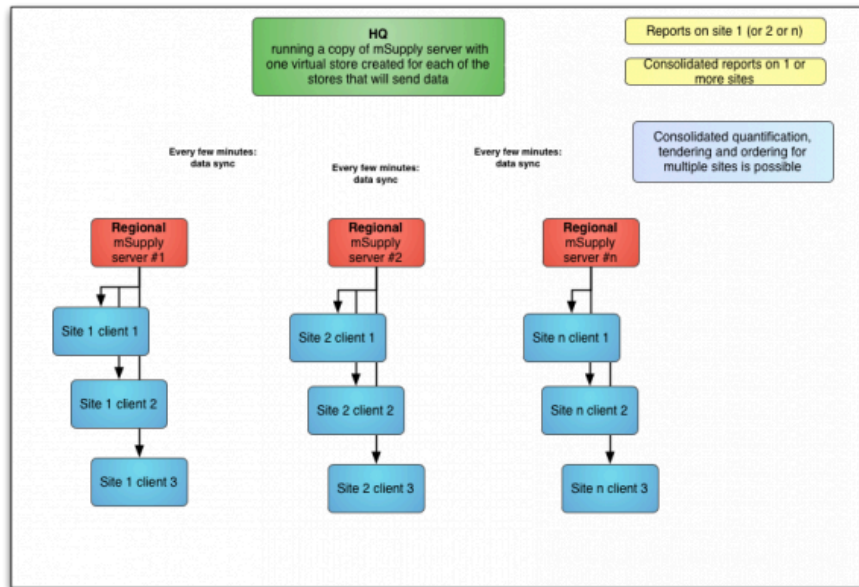 HQ
running a copy of mSupply server with
one virtual store created for each of the
stores that will send data
Reports on site 1 (or 2 or n)
Consolidated reports on 1 or
more sites
Consolidated quantification,
tendering and ordering for
multiple sites is possible
Every few minutes:
data sync
Every few minutes:
data sync
Every few minutes:
data sync
Regional
mSupply
server #1
Regional
mSupply
server #2
Regional
mSupply
server #n
Site 1 client 1
Site 2 client 1
Site n client 1
Site 1 client 2
Site 2 client 2
Site n client 2
Site 1 client 3
Site 2 client 3
Site n client 3